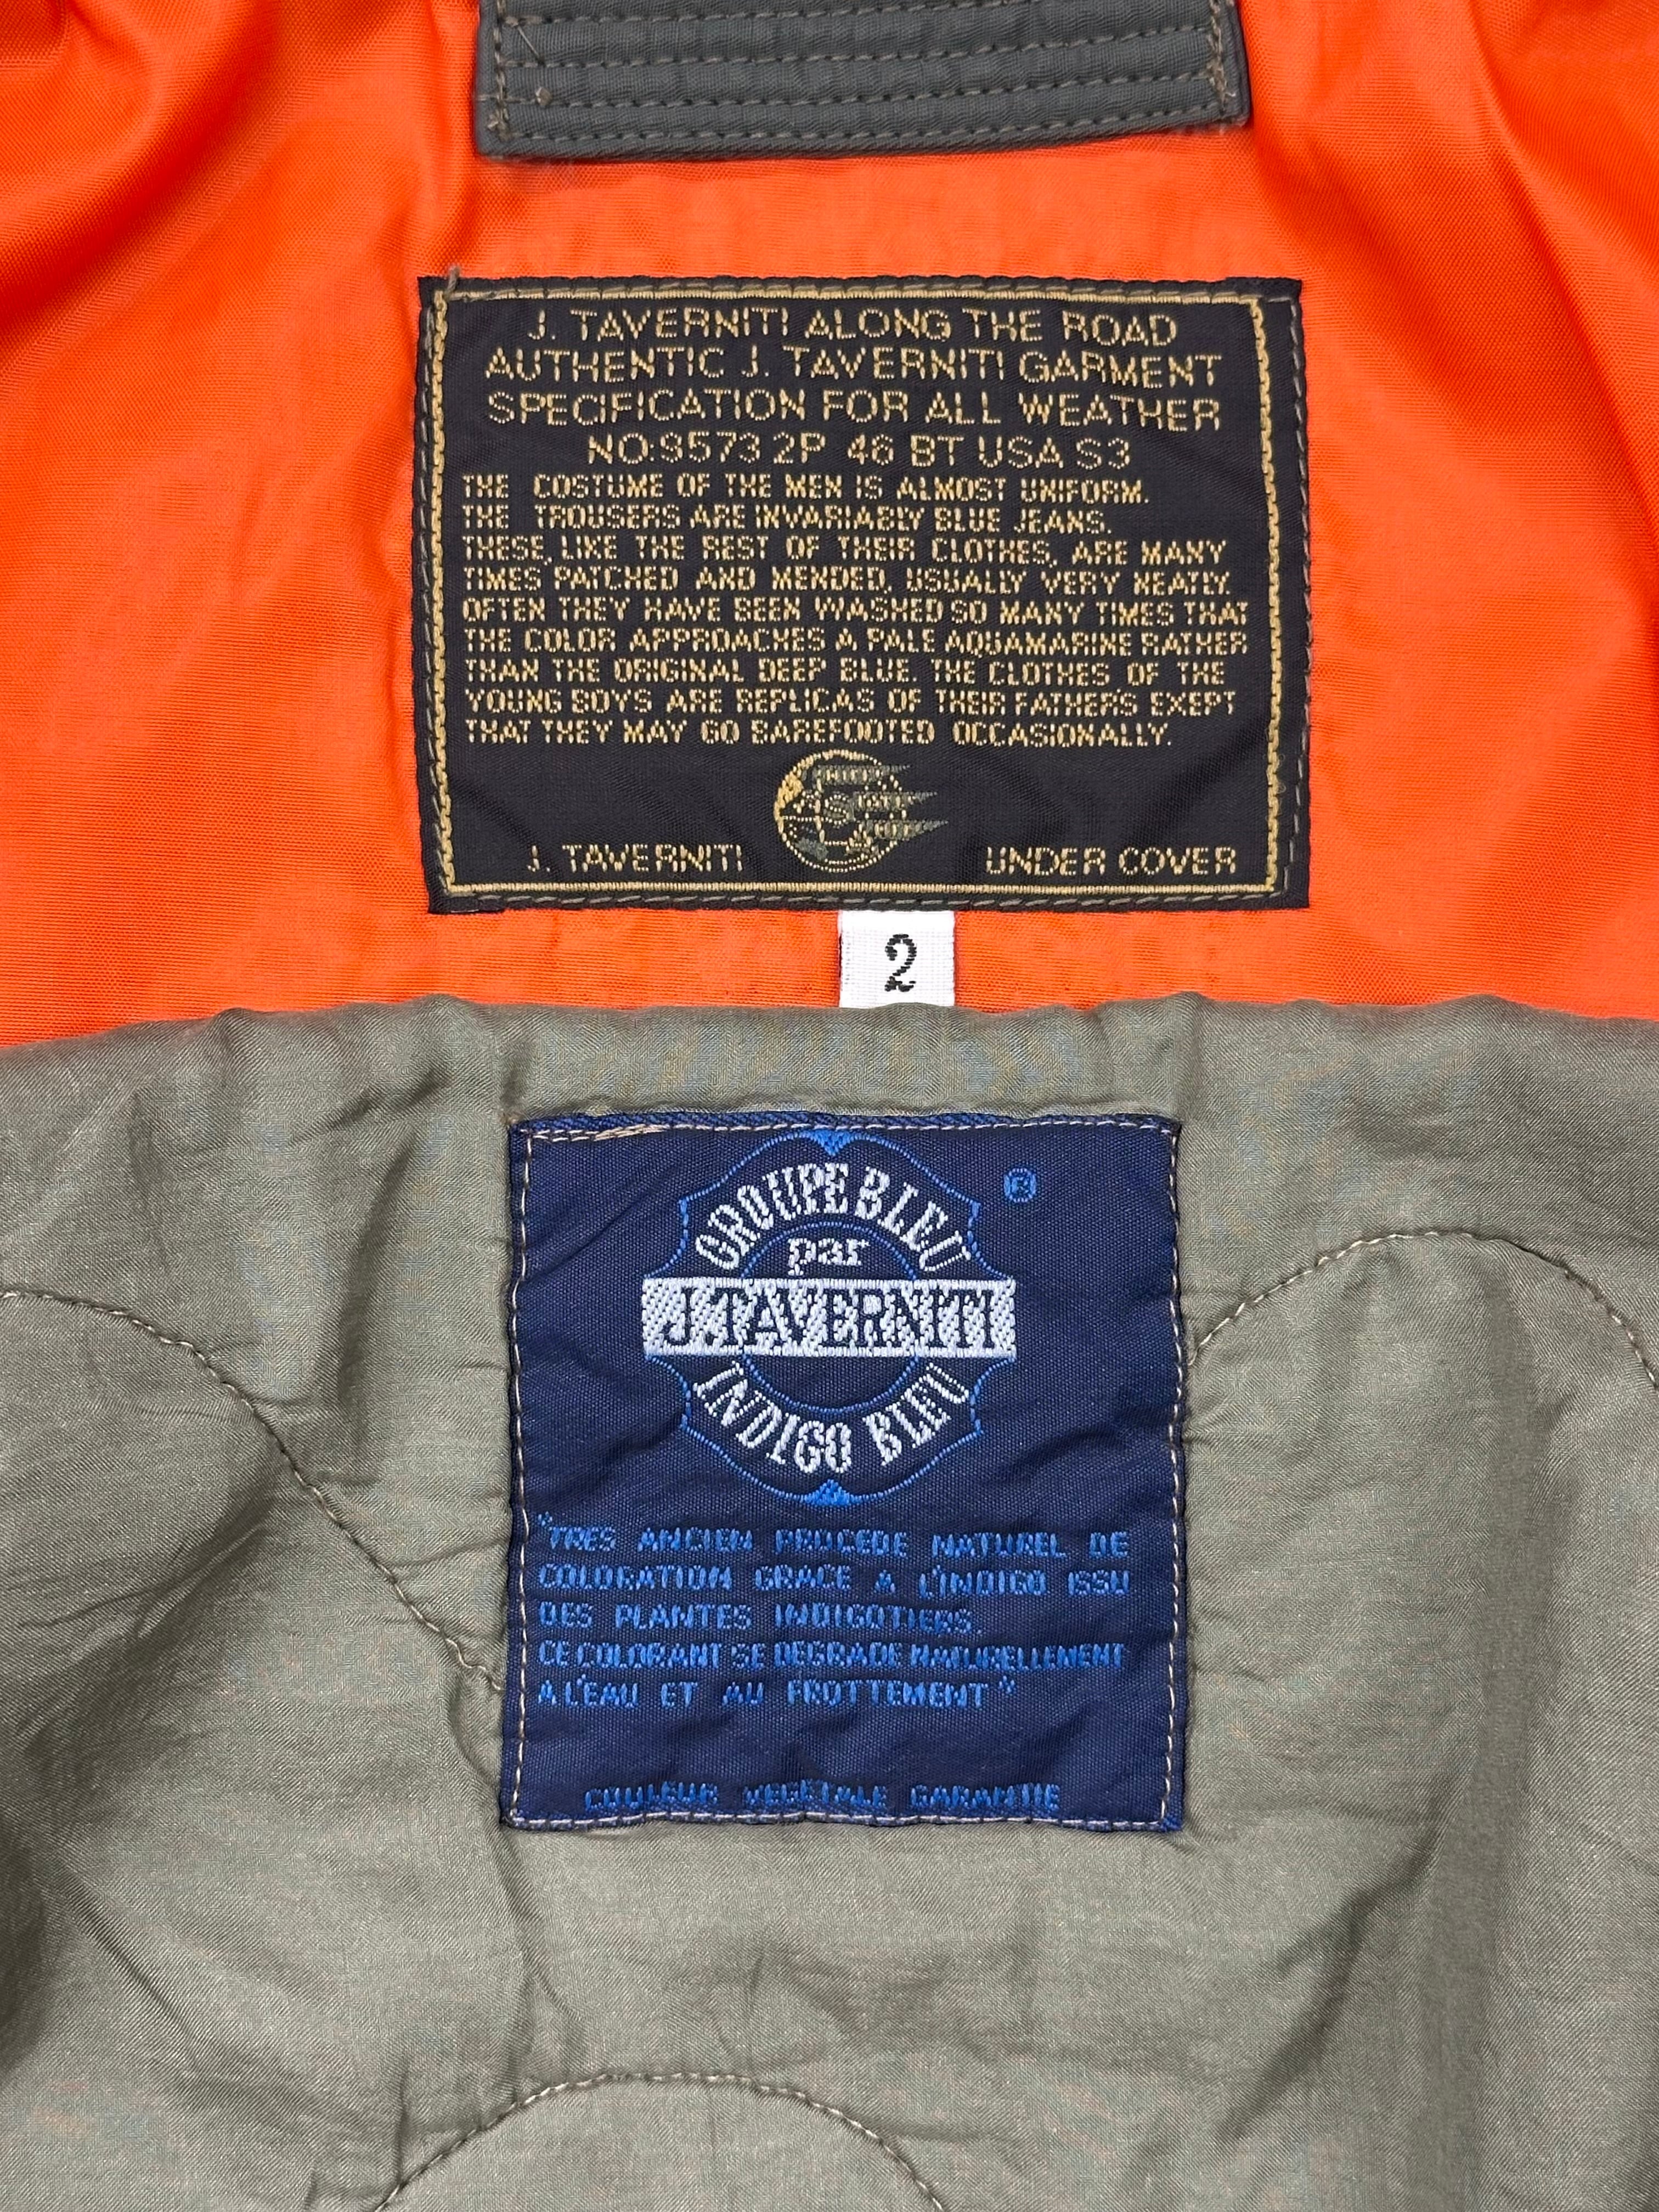 J. TAVERNITI ALONG THE ROAD
AUTHENTIC J. TAVERNITI GARMENT
SPECIFICATION FOR ALL WEATHER
NO:9573 2P 46 BT USA S3
THE COSTUME OF THE MEN IS ALMOST UNIFORM.
THE TROUSERS ARE INVARIABLY BLUE JEANS.
THESE, LIKE THE REST OF THEIR CLOTHES, ARE MANY
TIMES PATCHED AND MENDED, USUALLY VERY NEATLY.
OFTEN THEY HAVE BEEN WASHED SO MANY TIMES THAT
THE COLOR APPROACHES A PALE AQUAMARINE RATHER
THAN THE ORIGINAL DEEP BLUE. THE CLOTHES OF THE
YOUNG BOYS ARE REPLICAS OF THEIR FATHERS EXEPT
THAT THEY MAY GO BAREFOOTED OCCASIONALLY.
J. TAVERNITI UNDER COVER
2
GROUPE BLEU ®
par
J.TAVERNITI
INDIGO BLEU
"TRES ANCIEN PROCEDE NATUREL DE
COLORATION GRACE A L'INDIGO ISSU
DES PLANTES INDIGOTIERS.
CE COLORANT SE DEGRADE NATURELLEMENT
A L'EAU ET AU FROTTEMENT"
COULEUR VEGETALE GARANTIE